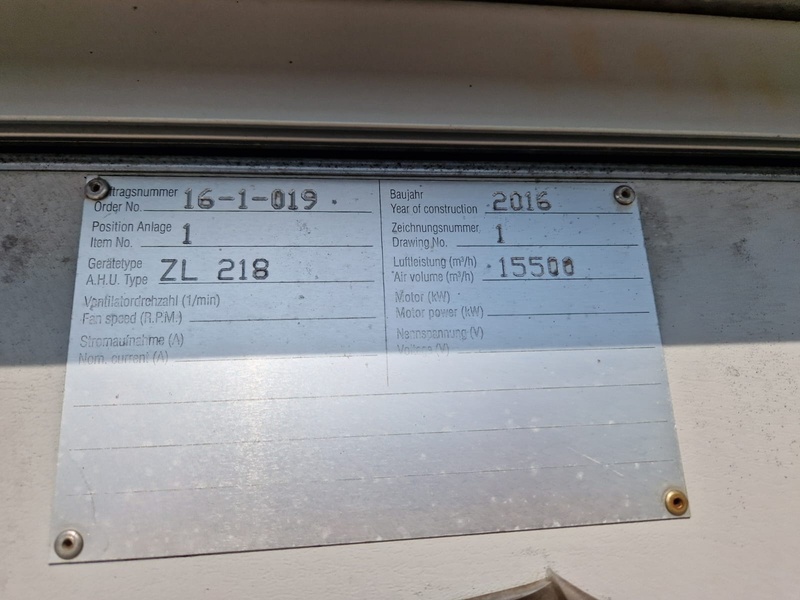 tragsnummer
Order No. 16-1-019
Position Anlage
Item No. 1
Gerätetype
A.H.U. Type ZL 218
Ventilatordrehzahl (1/min)
Fan speed (R.P.M.)
Stromaufnahme (A)
Nom. current (A)
Baujahr
Year of construction 2016
Zeichnungsnummer
Drawing No. 1
Luftleistung (m³/h)
Air volume (m³/h) 15500
Motor (kW)
Motor power (kW)
Nennspannung (V)
Voltage (V)